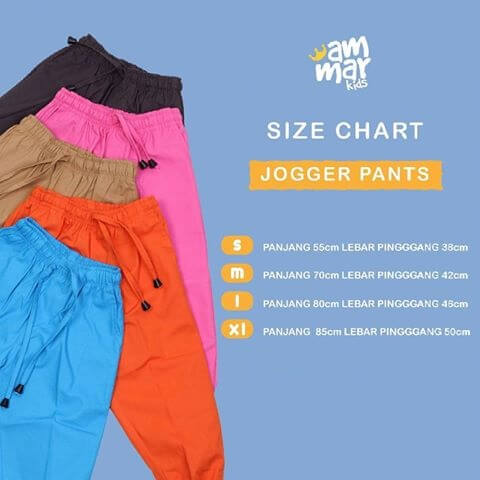 am
mar
kids
SIZE CHART
JOGGER PANTS
s PANJANG 55cm LEBAR PINGGGANG 38cm
m PANJANG 70cm LEBAR PINGGGANG 42cm
l PANJANG 80cm LEBAR PINGGGANG 46cm
xl PANJANG 85cm LEBAR PINGGGANG 50cm